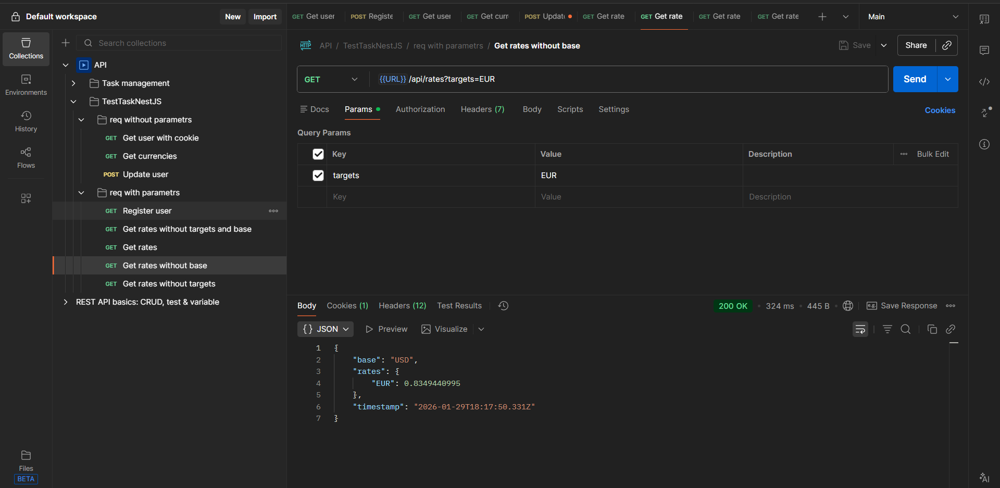 Default workspace
New
Import
GET Get user
POST Registe
GET Get user
GET Get curr
POST Update
GET Get rate
GET Get rate
GET Get rate
GET Get rate
Main
Collections
Environments
History
Flows
Files
BETA
Search collections
API
Task management
TestTaskNestJS
req without parametrs
GET Get user with cookie
GET Get currencies
POST Update user
req with parametrs
GET Register user
GET Get rates without targets and base
GET Get rates
GET Get rates without base
GET Get rates without targets
REST API basics: CRUD, test & variable
HTTP API / TestTaskNestJS / req with parametrs / Get rates without base
Save
Share
GET
{{URL}} /api/rates?targets=EUR
Send
Docs
Params
Authorization
Headers (7)
Body
Scripts
Settings
Cookies
Query Params
Key
Value
Description
Bulk Edit
targets
EUR
Key
Value
Description
Body
Cookies (1)
Headers (12)
Test Results
200 OK
324 ms
445 B
e.g.
Save Response
{} JSON
Preview
Visualize
1 {
2 "base": "USD",
3 "rates": {
4 "EUR": 0.8349440995
5 },
6 "timestamp": "2026-01-29T18:17:50.331Z"
7 }
AI